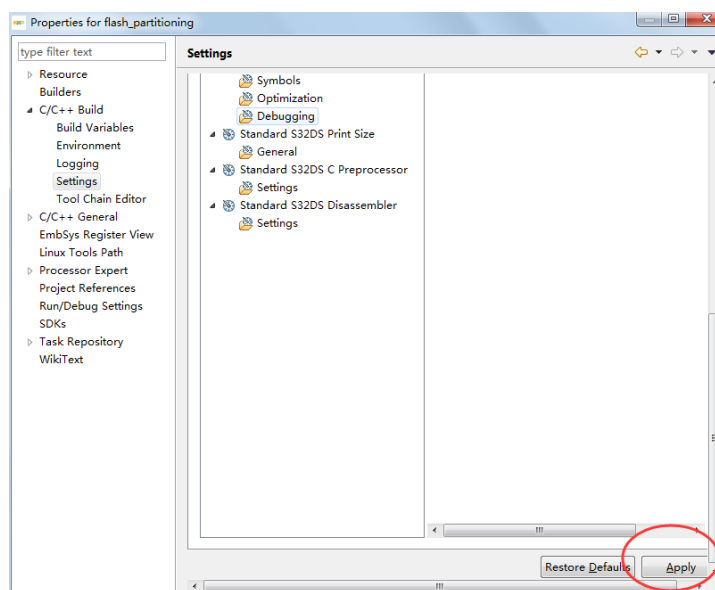 Properties for flash_partitioning
type filter text
Settings
Resource
Builders
C/C++ Build
Build Variables
Environment
Logging
Settings
Tool Chain Editor
C/C++ General
EmbSys Register View
Linux Tools Path
Processor Expert
Project References
Run/Debug Settings
SDKs
Task Repository
WikiText
Symbols
Optimization
Debugging
Standard S32DS Print Size
General
Standard S32DS C Preprocessor
Settings
Standard S32DS Disassembler
Settings
Restore Defaults
Apply